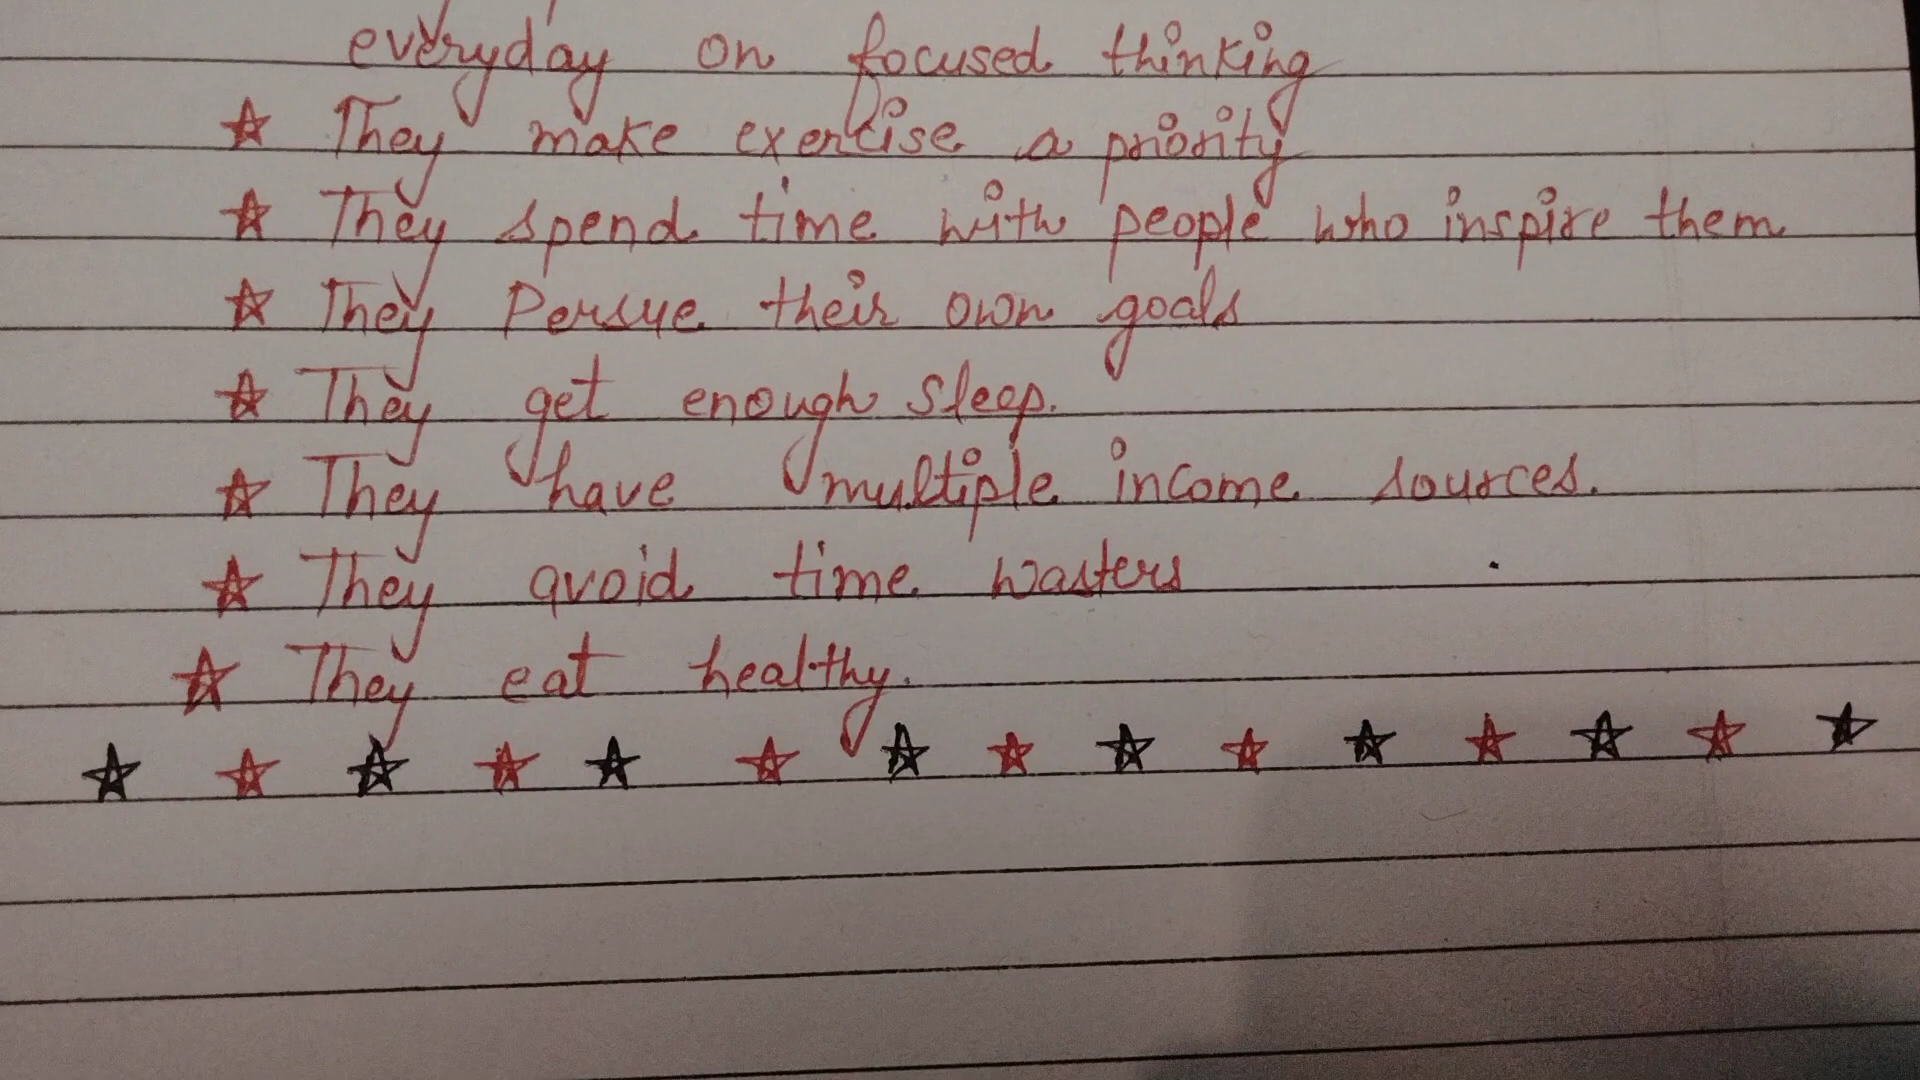 everyday on focused thinking
☆ They make exercise a priority
☆ They spend time with people who inspire them
☆ They Persue their own goals
☆ They get enough sleep.
☆ They have multiple income sources.
☆ They avoid time wasters
☆ They eat healthy.